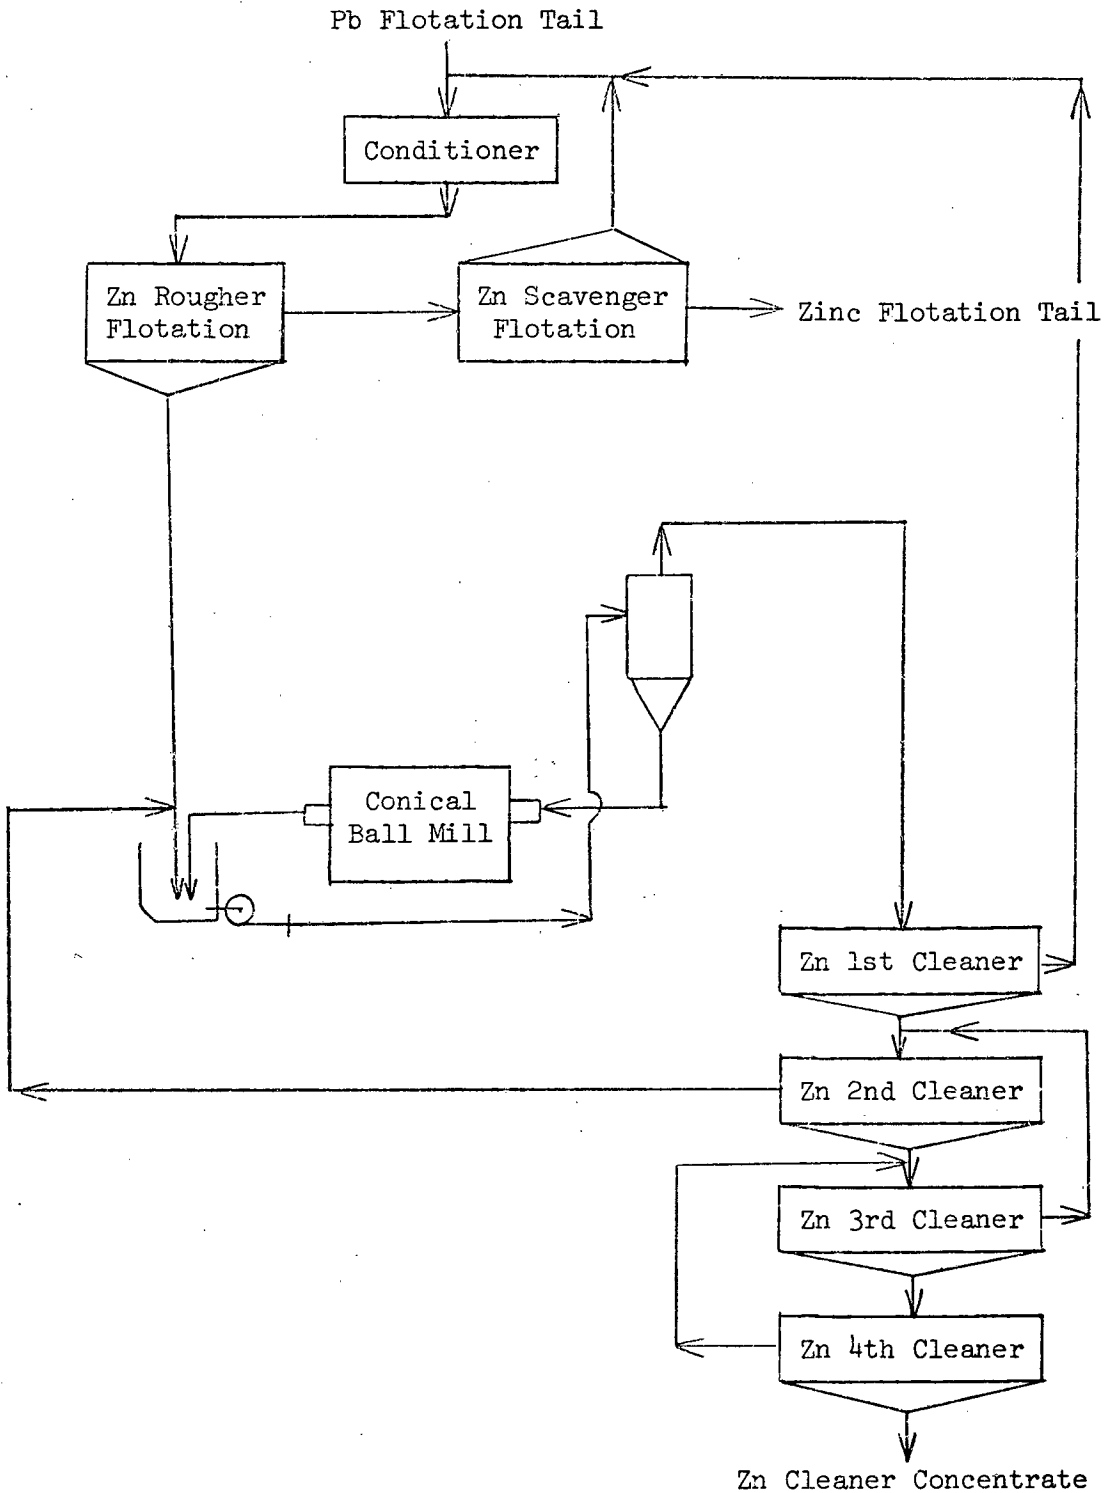 Pb Flotation Tail
Conditioner
Zn Rougher
Flotation
Zn Scavenger
Flotation
Zinc Flotation Tail
Conical
Ball Mill
Zn 1st Cleaner
Zn 2nd Cleaner
Zn 3rd Cleaner
Zn 4th Cleaner
Zn Cleaner Concentrate